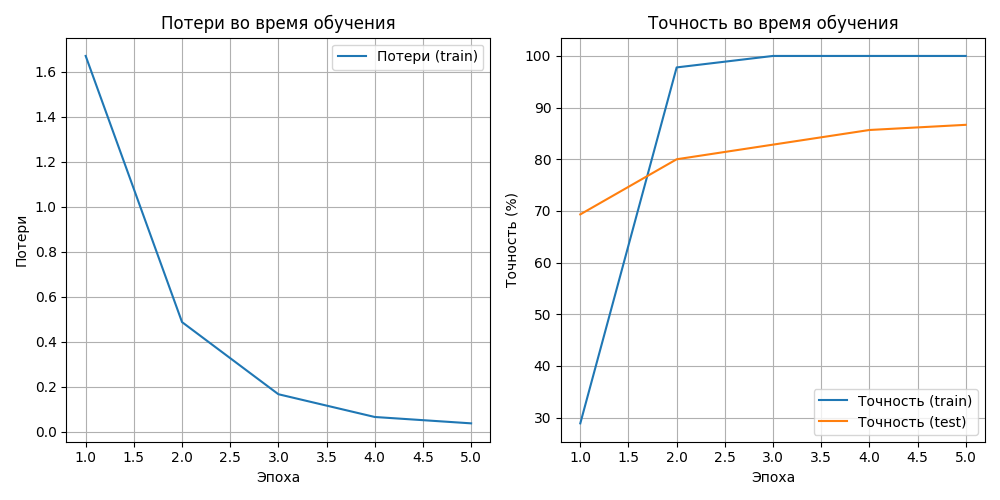 Потери во время обучения
Потери (train)
1.6
1.4
1.2
1.0
0.8
0.6
0.4
0.2
0.0
Потери
1.0 1.5 2.0 2.5 3.0 3.5 4.0 4.5 5.0
Эпоха
Точность во время обучения
100
90
80
70
60
50
40
30
Точность (%)
Точность (train)
Точность (test)
1.0 1.5 2.0 2.5 3.0 3.5 4.0 4.5 5.0
Эпоха